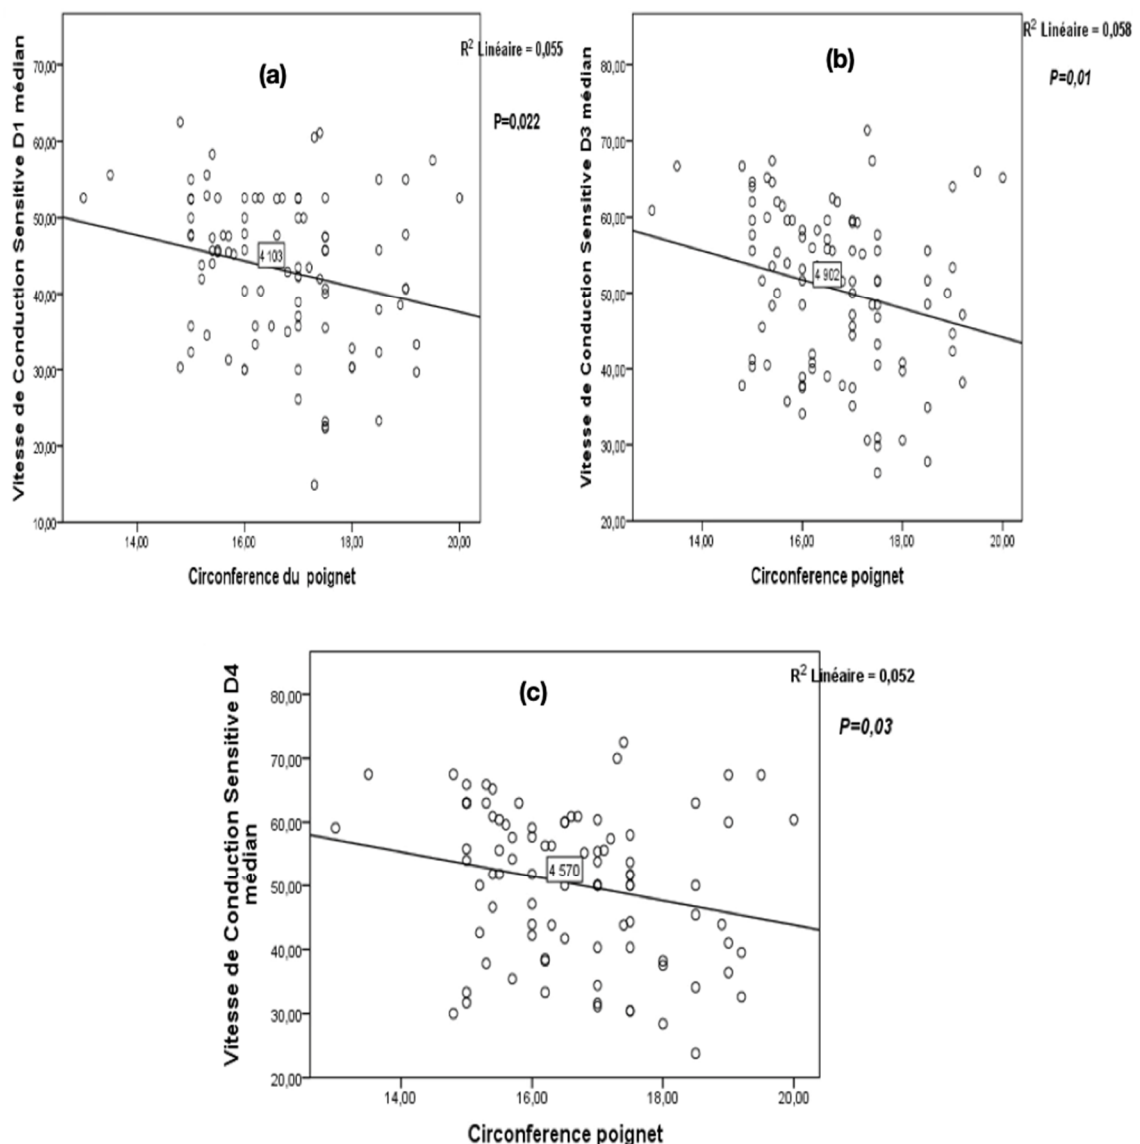 Vitesse de Conduction Sensitive D1 médian
(a)
R² Linéaire = 0,055
P=0,022
70,00
60,00
50,00
40,00
30,00
20,00
10,00
4 103
14,00 16,00 18,00 20,00
Circonference du poignet
Vitesse de Conduction Sensitive D3 médian
(b)
R² Linéaire = 0,058
P=0,01
80,00
70,00
60,00
50,00
40,00
30,00
20,00
4 902
14,00 16,00 18,00 20,00
Circonference poignet
Vitesse de Conduction Sensitive D4
médian
(c)
R² Linéaire = 0,052
P=0,03
80,00
70,00
60,00
50,00
40,00
30,00
20,00
4 570
14,00 16,00 18,00 20,00
Circonference poignet